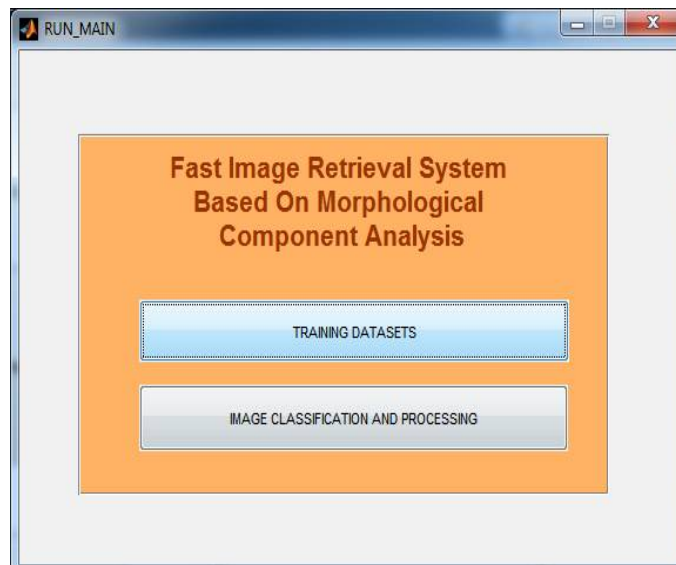 RUN_MAIN
Fast Image Retrieval System
Based On Morphological
Component Analysis
TRAINING DATASETS
IMAGE CLASSIFICATION AND PROCESSING